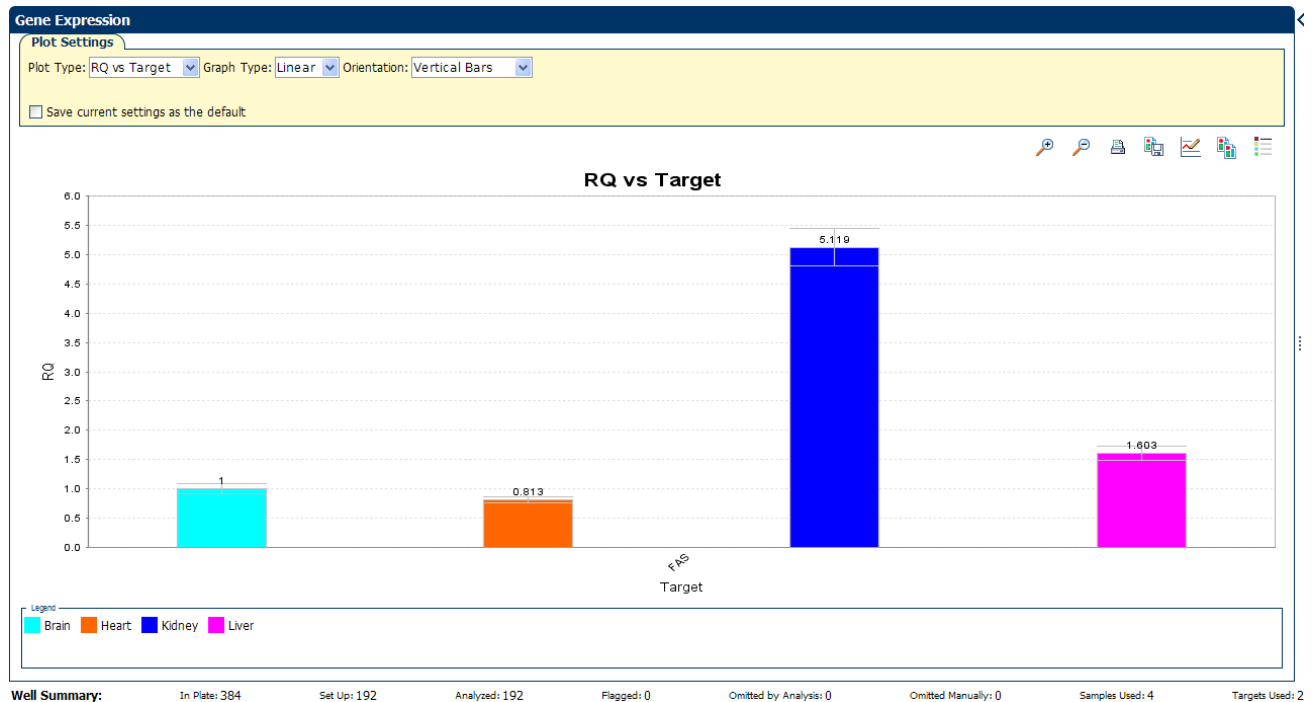 Gene Expression
Plot Settings
Plot Type: RQ vs Target Graph Type: Linear Orientation: Vertical Bars
Save current settings as the default
RQ vs Target
6.0
5.5
5.119
5.0
4.5
4.0
3.5
RQ
3.0
2.5
2.0
1.603
1.5
1
1.0
0.813
0.5
0.0
FAS
Target
Legend
Brain Heart Kidney Liver
Well Summary: In Plate: 384 Set Up: 192 Analyzed: 192 Flagged: 0 Omitted by Analysis: 0 Omitted Manually: 0 Samples Used: 4 Targets Used: 2